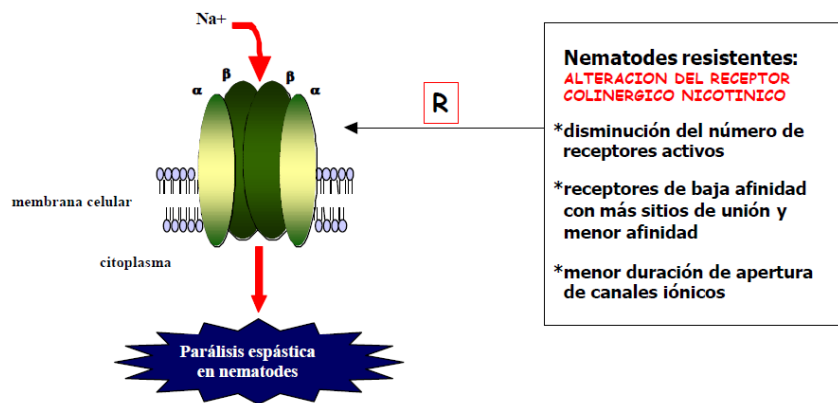 Na+
α
β
β
α
membrana celular
citoplasma
Parálisis espástica
en nematodes
R
Nematodes resistentes:
ALTERACION DEL RECEPTOR
COLINERGICO NICOTINICO
*disminución del número de
receptores activos
*receptores de baja afinidad
con más sitios de unión y
menor afinidad
*menor duración de apertura
de canales iónicos